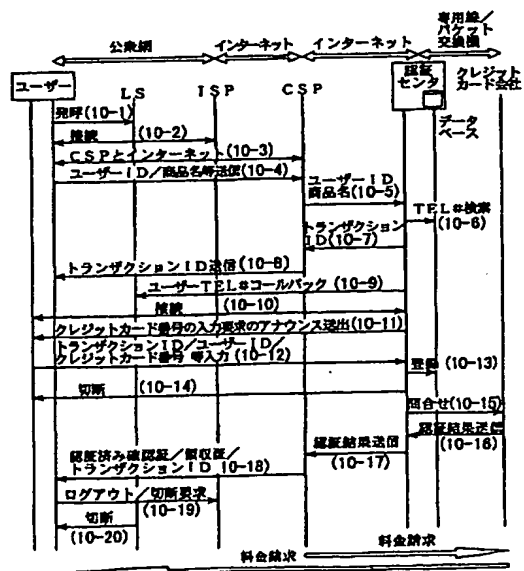 専用線/
パケット
交換機
公衆網
インターネット
インターネット
ユーザー
LS
ISP
CSP
認証
センタ
クレジット
カード会社
データ
ベース
発呼(10-1)
接続 (10-2)
CSPとインターネット(10-3)
ユーザーID/商品名等送信(10-4)
ユーザーID
商品名(10-5)
TEL#検索
(10-6)
トランザクション
ID(10-7)
トランザクションID送信(10-8)
ユーザーTEL#コールバック (10-9)
接続 (10-10)
クレジットカード番号の入力要求のアナウンス送出(10-11)
トランザクションID/ユーザーID/
クレジットカード番号 等入力 (10-12)
登録 (10-13)
切断 (10-14)
問合せ(10-15)
認証結果送信
(10-16)
認証結果送信
(10-17)
認証済み確認証/領収証/
トランザクションID 10-18)
ログアウト/切断要求
(10-19)
切断
(10-20)
料金請求
料金請求